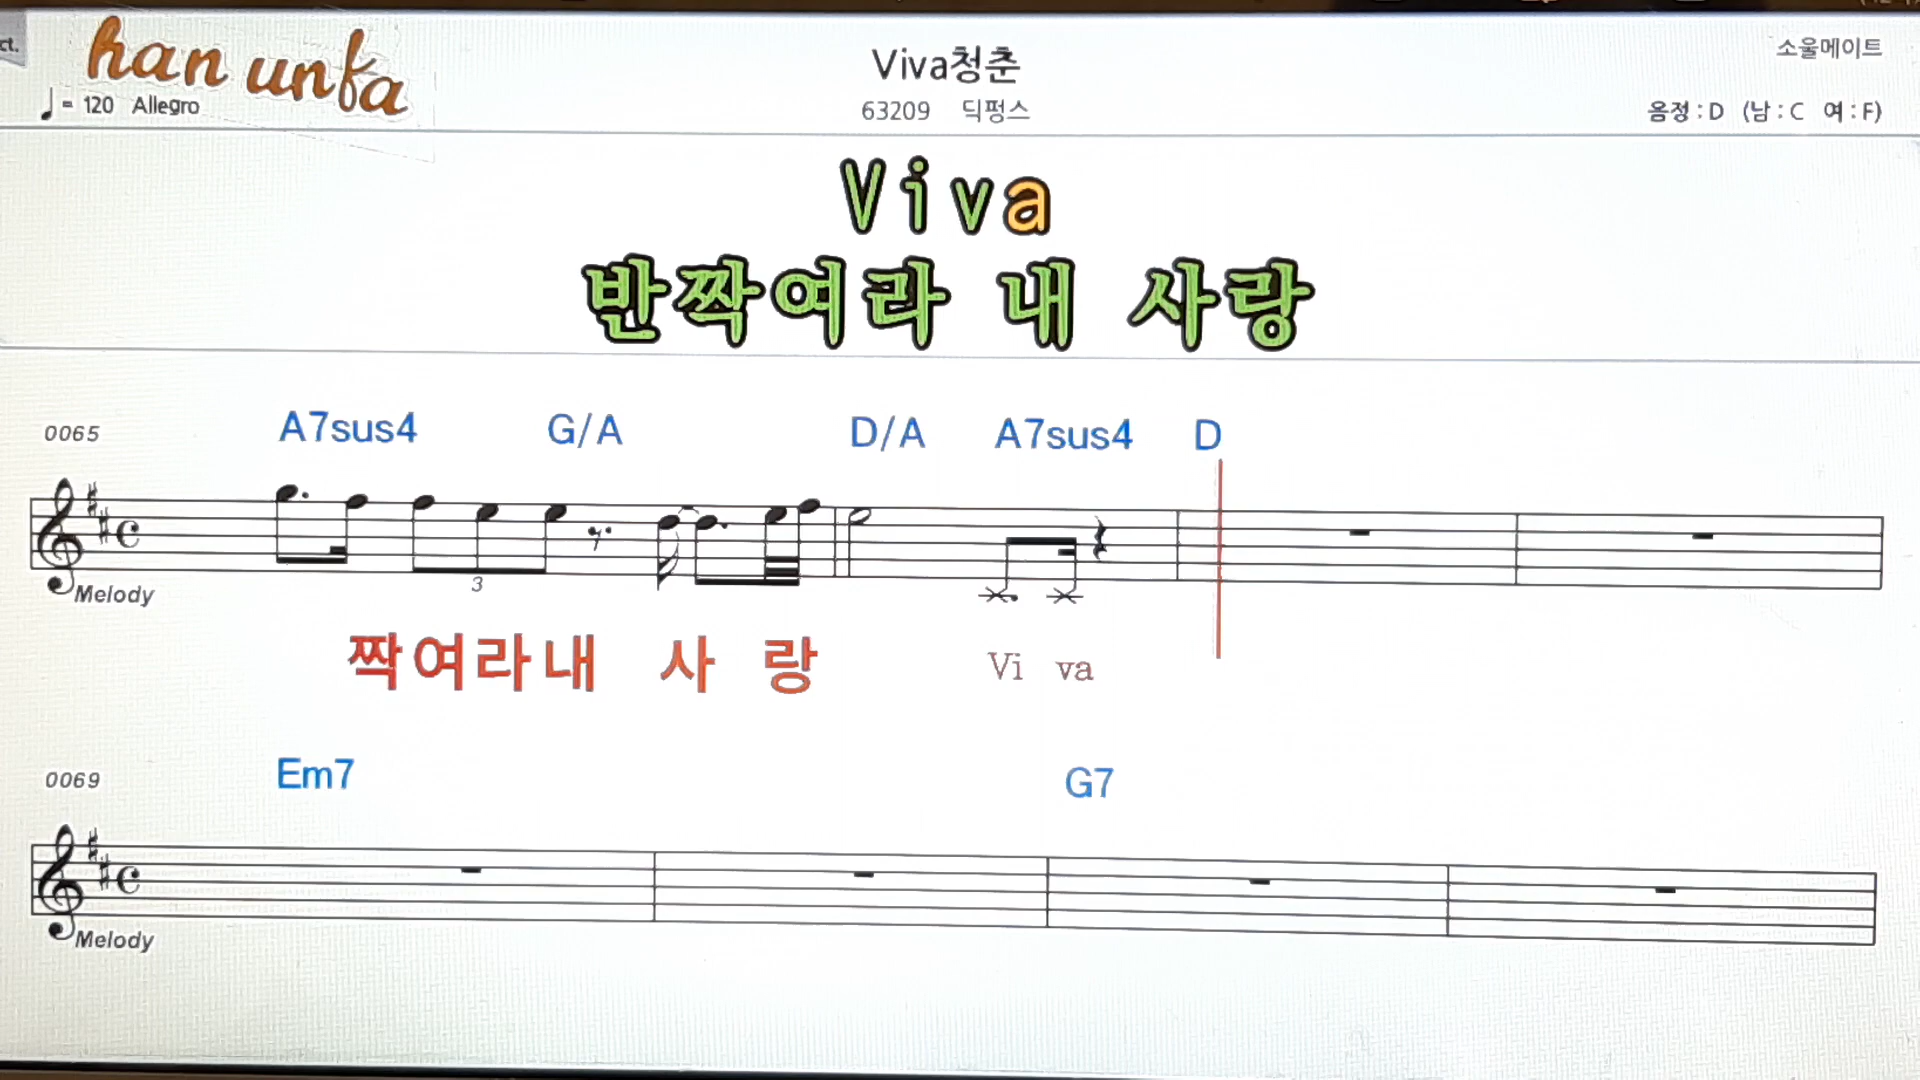 ct.
han unfa
Viva청춘
소울메이트
♩= 120 Allegro
63209 딕펑스
음정 : D (남 : C 여 : F)
Viva
반짝여라 내 사랑
0065 A7sus4 G/A D/A A7sus4 D
3
Melody
짝여라내 사 랑 Vi va
0069 Em7 G7
Melody